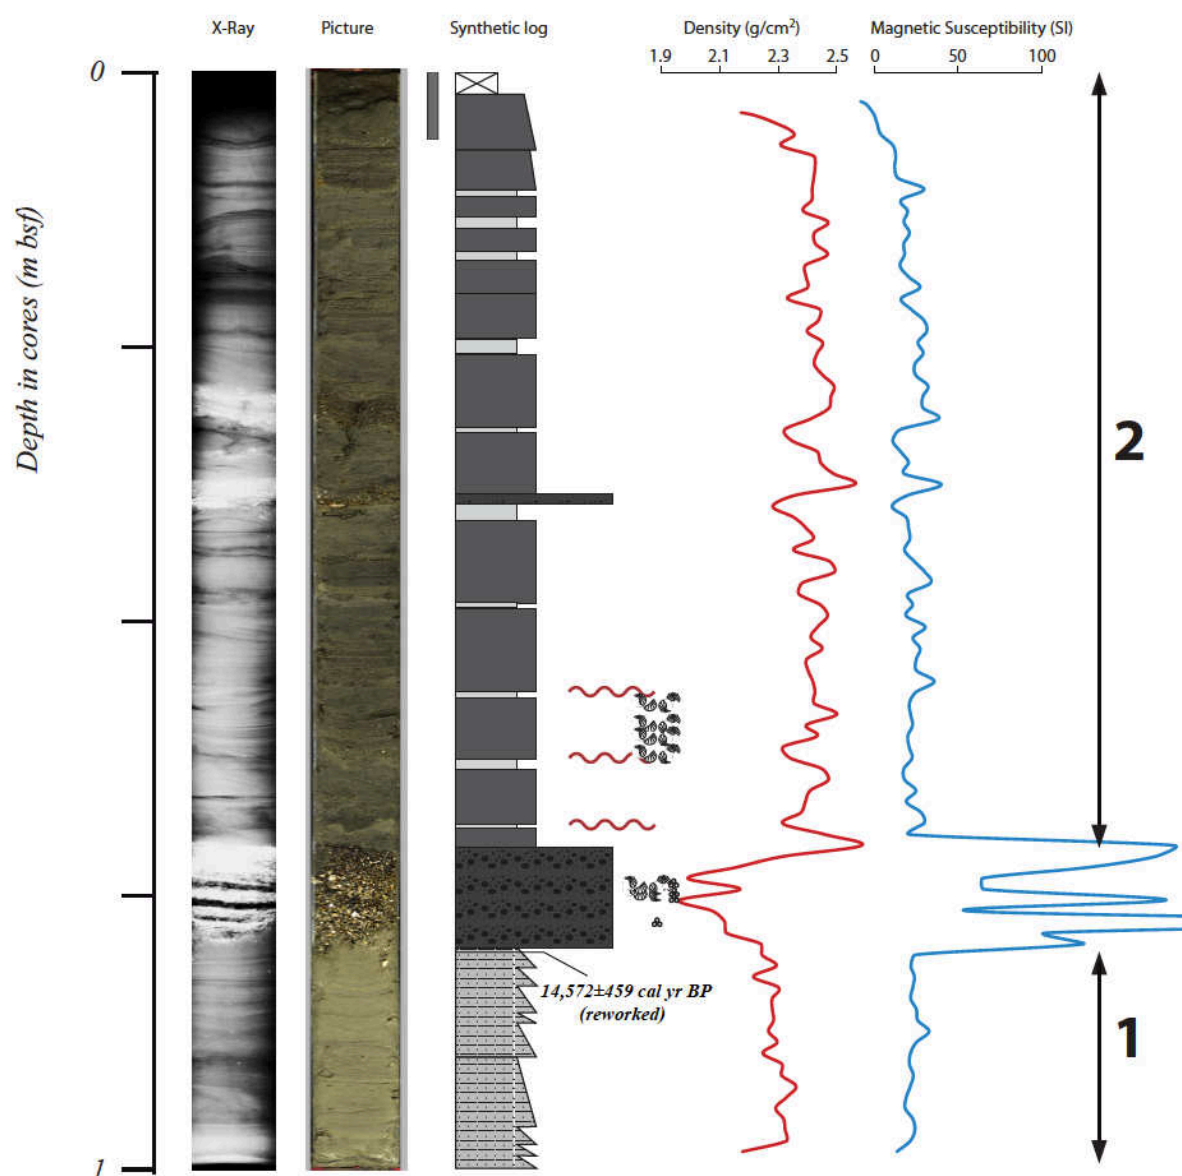 X-Ray
Picture
Synthetic log
Density (g/cm²)
Magnetic Susceptibility (SI)
1.9
2.1
2.3
2.5
0
50
100
0
Depth in cores (m bsf)
2
14,572±459 cal yr BP
(reworked)
1
1